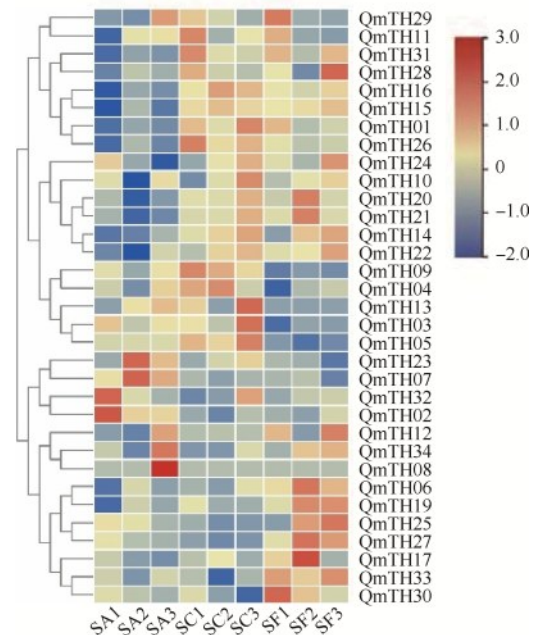 QmTH29
QmTH11
QmTH31
QmTH28
QmTH16
QmTH15
QmTH01
QmTH26
QmTH24
QmTH10
QmTH20
QmTH21
QmTH14
QmTH22
QmTH09
QmTH04
QmTH13
QmTH03
QmTH05
QmTH23
QmTH07
QmTH32
QmTH02
QmTH12
QmTH34
QmTH08
QmTH06
QmTH19
QmTH25
QmTH27
QmTH17
QmTH33
QmTH30
SA1 SA2 SA3 SC1 SC2 SC3 SF1 SF2 SF3
3.0
2.0
1.0
0
−1.0
−2.0